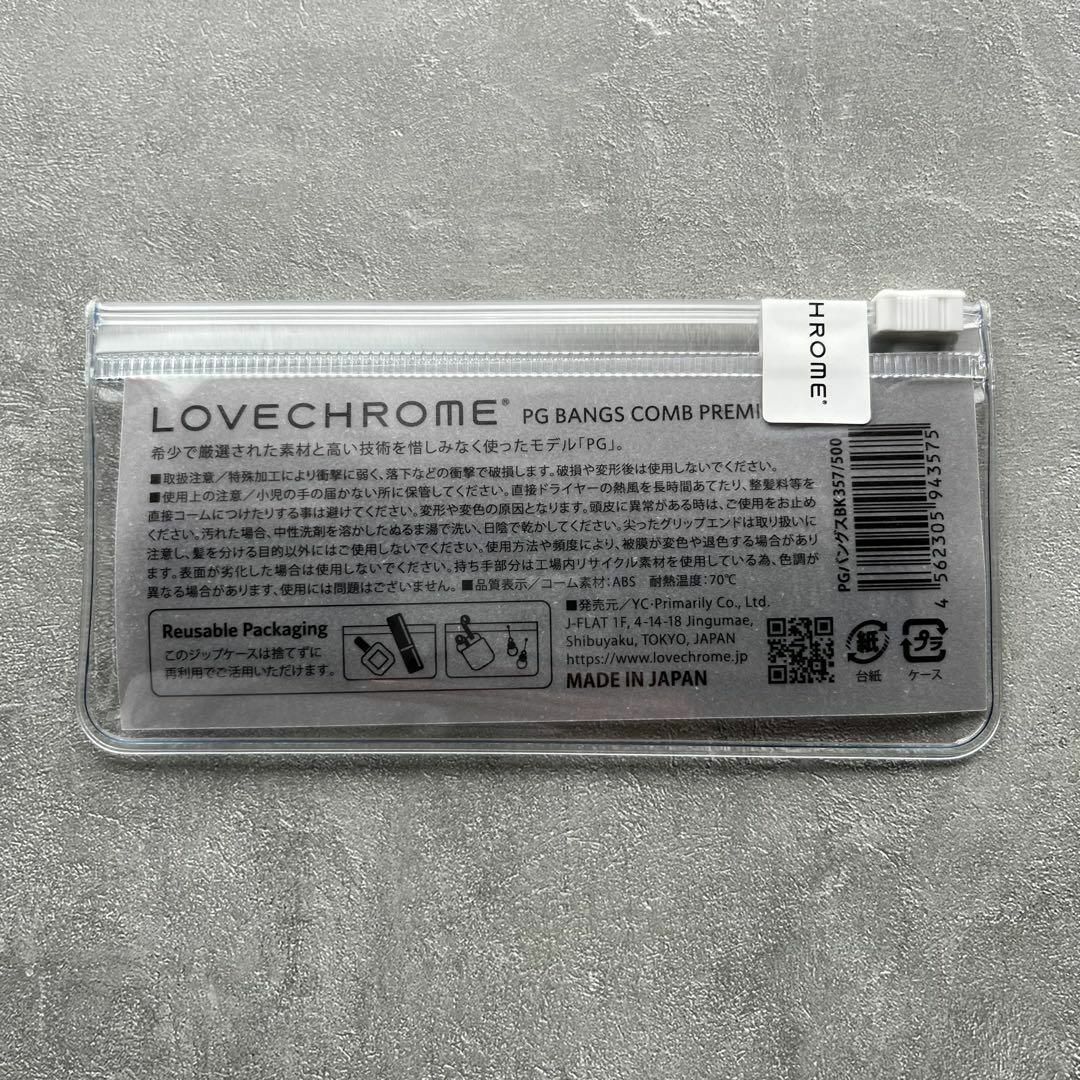 HROME®
LOVECHROME® PG BANGS COMB PREMI
希少で厳選された素材と高い技術を惜しみなく使ったモデル「PG」。
■取扱注意／特殊加工により衝撃に弱く、落下などの衝撃で破損します。破損や変形後は使用しないでください。
■使用上の注意／小児の手の届かない所に保管してください。直接ドライヤーの熱風を長時間あてたり、整髪料等を
直接コームにつけたりする事は避けてください。変形や変色の原因となります。頭皮に異常がある時は、ご使用をお止め
ください。汚れた場合、中性洗剤を溶かしたぬるま湯で洗い、日陰で乾かしてください。尖ったグリップエンドは取り扱いに
注意し、髪を分ける目的以外にはご使用しないでください。使用方法や頻度により、被膜が変色や退色する場合があり
ます。表面が劣化した場合は使用しないでください。持ち手部分は工場内リサイクル素材を使用している為、色調が
異なる場合があります、使用には問題はございません。■品質表示／コーム素材：ABS 耐熱温度：70℃
Reusable Packaging
このジップケースは捨てずに
再利用でご活用いただけます。
■発売元／YC・Primarily Co., Ltd.
J-FLAT 1F, 4-14-18 Jingumae,
Shibuyaku, TOKYO, JAPAN
https://www.lovechrome.jp
MADE IN JAPAN
紙
台紙
プラ
ケース
PGバングスBK357/500
4 562305 943575